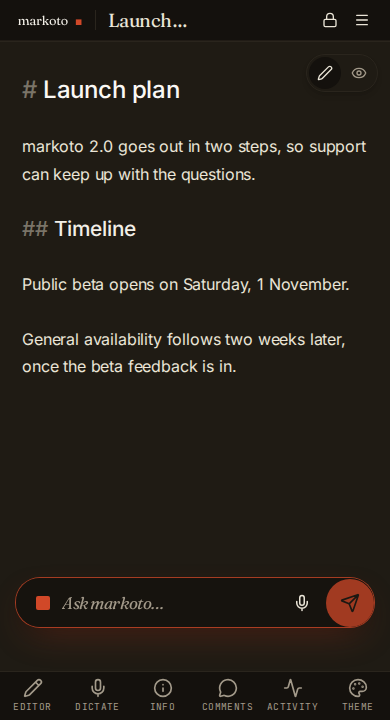 markoto
Launch...
# Launch plan
markoto 2.0 goes out in two steps, so support
can keep up with the questions.
## Timeline
Public beta opens on Saturday, 1 November.
General availability follows two weeks later,
once the beta feedback is in.
Ask markoto...
EDITOR DICTATE INFO COMMENTS ACTIVITY THEME